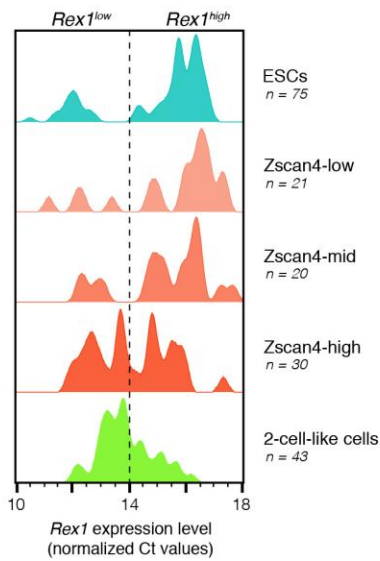 Rex1low Rex1high
ESCs
n = 75
Zscan4-low
n = 21
Zscan4-mid
n = 20
Zscan4-high
n = 30
2-cell-like cells
n = 43
10 14 18
Rex1 expression level
(normalized Ct values)